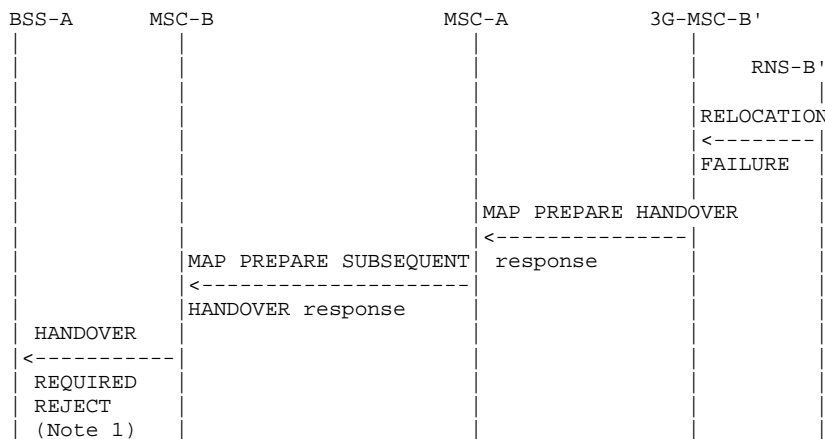 BSS-A MSC-B MSC-A 3G-MSC-B'
RNS-B'
RELOCATION
FAILURE
MAP PREPARE HANDOVER
MAP PREPARE SUBSEQUENT response
HANDOVER response
HANDOVER
REQUIRED
REJECT
(Note 1)